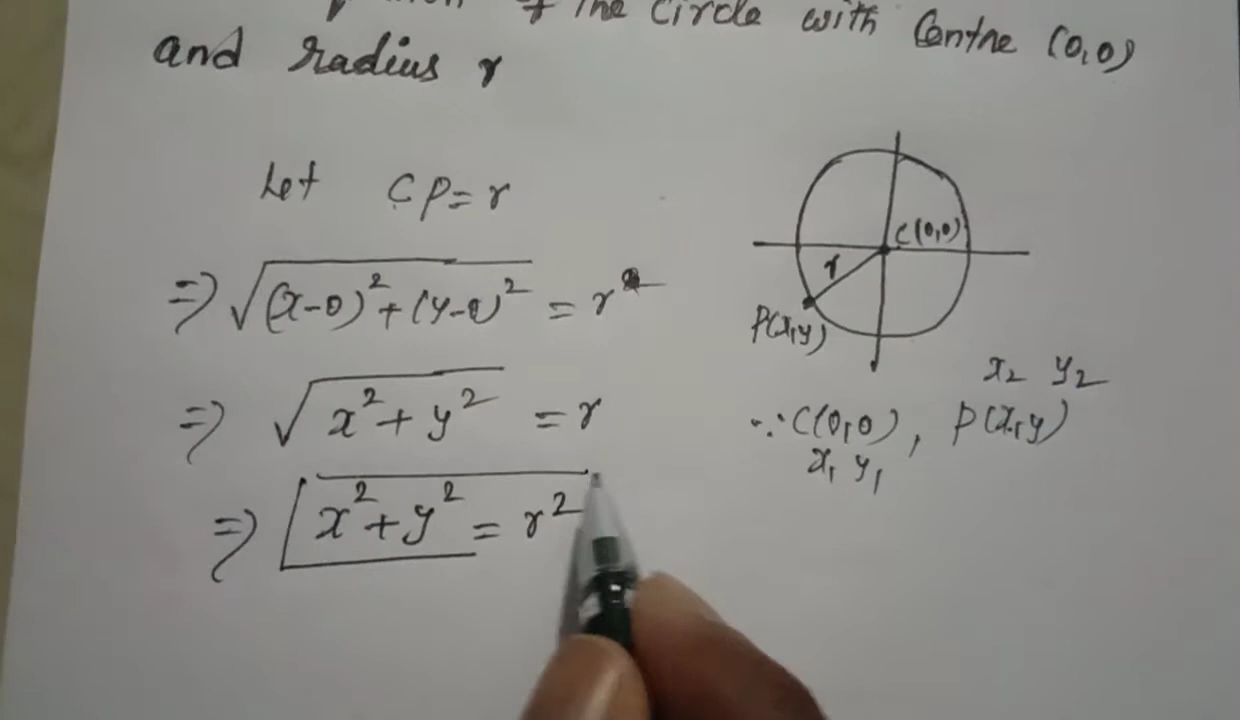 of the Circle with Centre (0,0)
and radius r
Let CP = r
⇒ √(x-0)²+(y-0)² = r
⇒ √x²+y² = r
⇒ x²+y² = r²
C(0,0)
r
P(x,y)
x₂ y₂
∵ C(0,0), P(x,y)
x₁ y₁